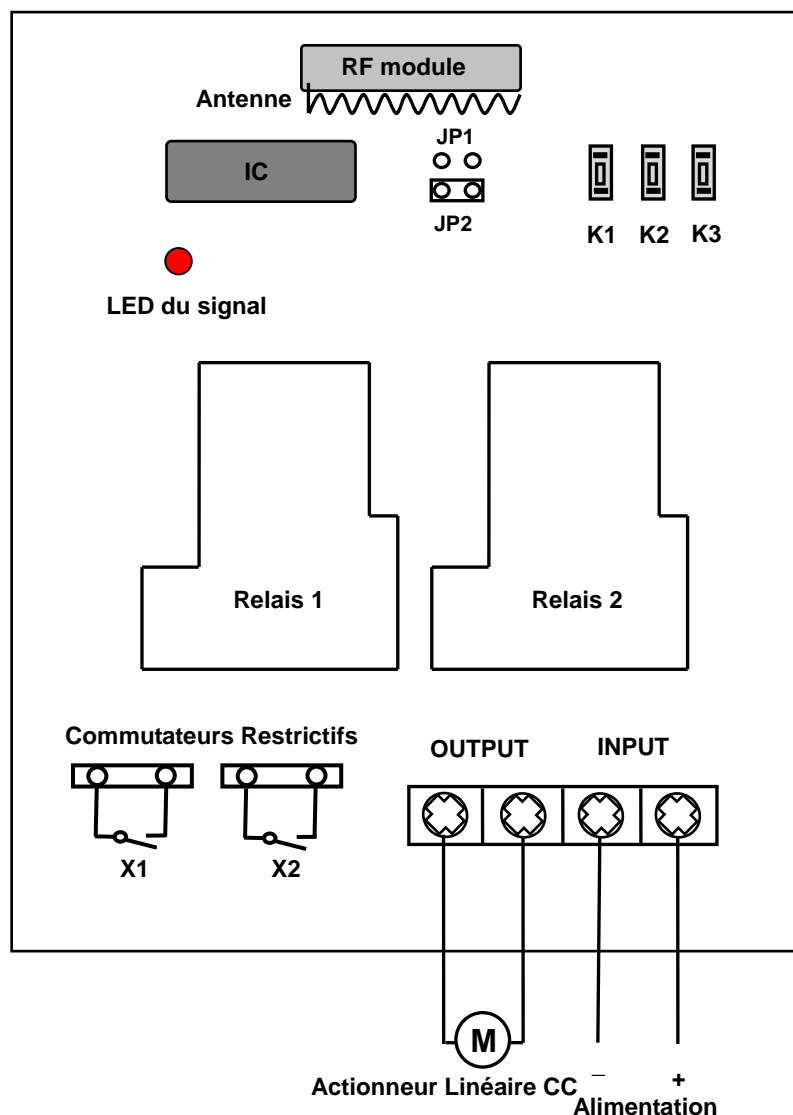 RF module
Antenne
JP1
IC
JP2
K1 K2 K3
LED du signal
Relais 1
Relais 2
Commutateurs Restrictifs
OUTPUT
INPUT
X1
X2
M
Actionneur Linéaire CC
− +
Alimentation